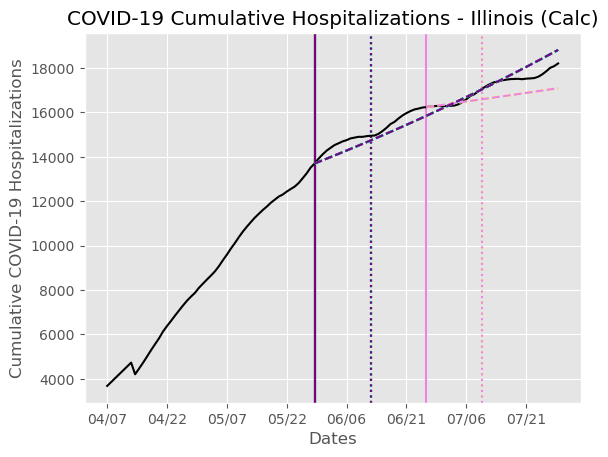 COVID-19 Cumulative Hospitalizations - Illinois (Calc)
Cumulative COVID-19 Hospitalizations
18000
16000
14000
12000
10000
8000
6000
4000
04/07 04/22 05/07 05/22 06/06 06/21 07/06 07/21
Dates